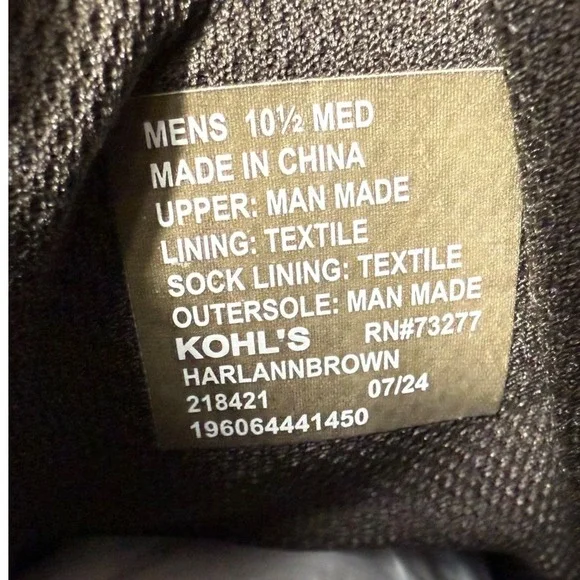 MENS 10½ MED
MADE IN CHINA
UPPER: MAN MADE
LINING: TEXTILE
SOCK LINING: TEXTILE
OUTERSOLE: MAN MADE
KOHL'S RN#73277
HARLANNBROWN
218421 07/24
196064441450